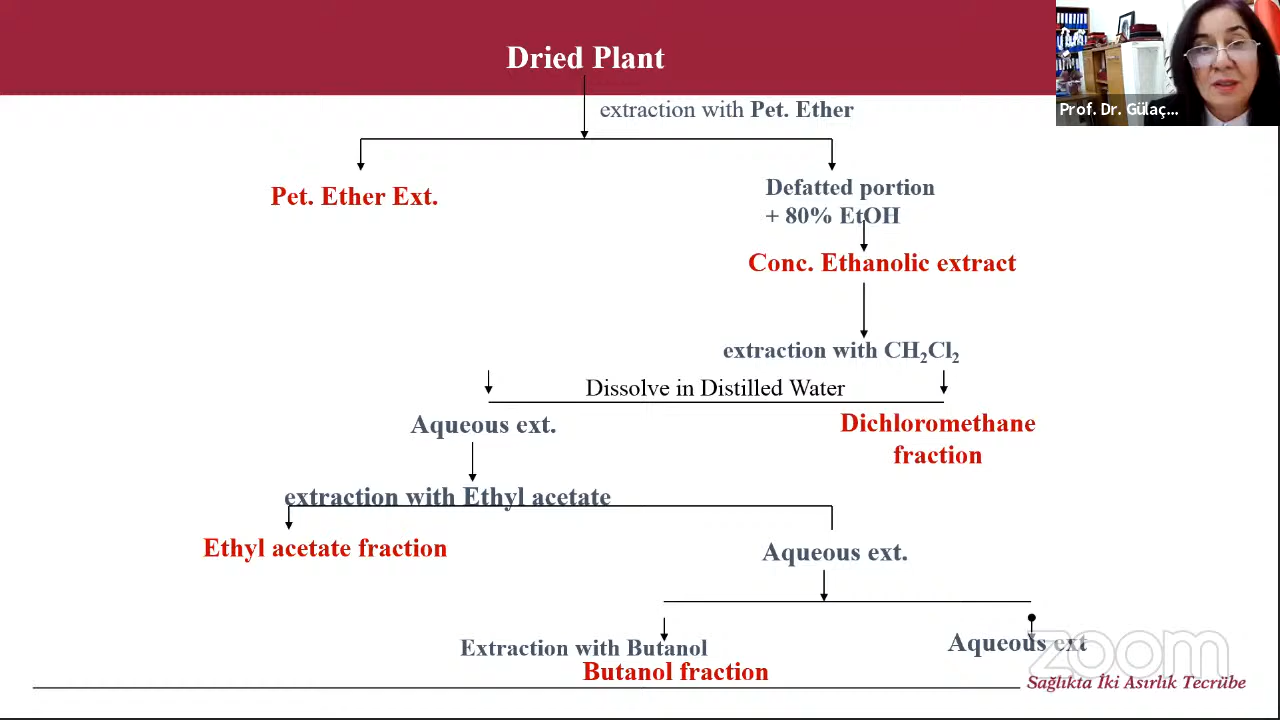 Dried Plant
Prof. Dr. Gülaç...
extraction with Pet. Ether
Pet. Ether Ext.
Defatted portion
+ 80% EtOH
Conc. Ethanolic extract
extraction with CH₂Cl₂
Dissolve in Distilled Water
Aqueous ext.
Dichloromethane
fraction
extraction with Ethyl acetate
Ethyl acetate fraction
Aqueous ext.
Extraction with Butanol
Aqueous ext
Butanol fraction
zoom
Sağlıkta İki Asırlık Tecrübe